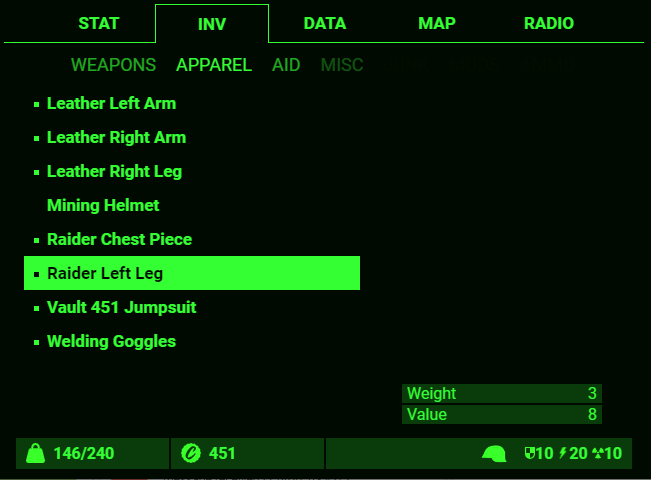 STAT INV DATA MAP RADIO
WEAPONS APPAREL AID MISC
Leather Left Arm
Leather Right Arm
Leather Right Leg
Mining Helmet
Raider Chest Piece
Raider Left Leg
Vault 451 Jumpsuit
Welding Goggles
Weight 3
Value 8
146/240 451 10 20 10